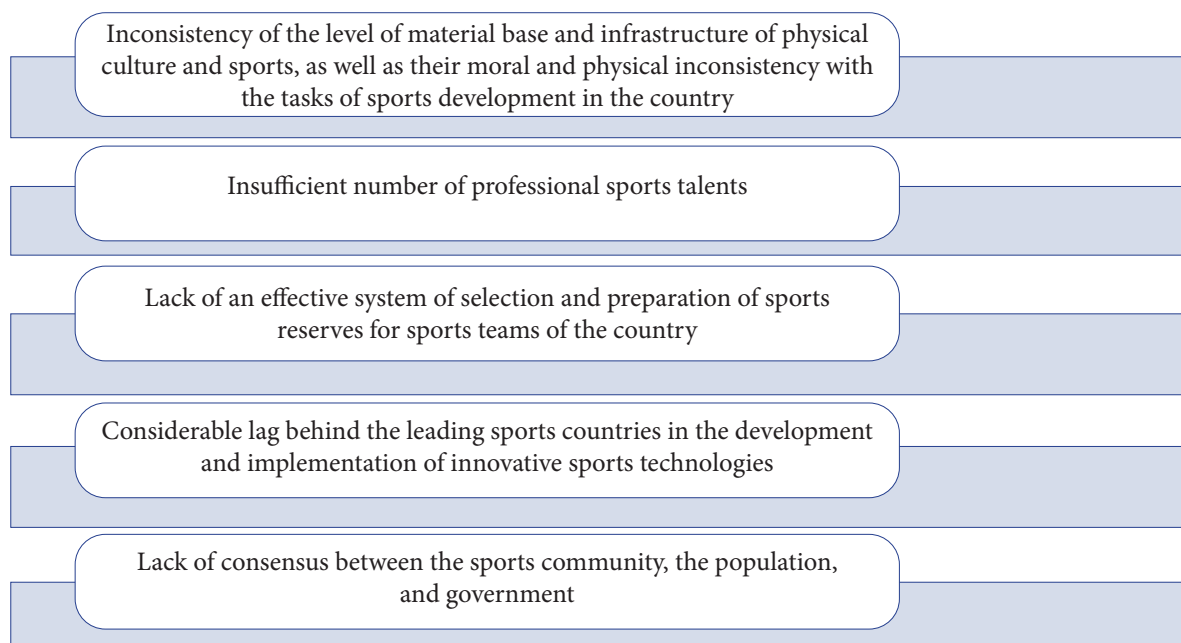 Inconsistency of the level of material base and infrastructure of physical
culture and sports, as well as their moral and physical inconsistency with
the tasks of sports development in the country
Insufficient number of professional sports talents
Lack of an effective system of selection and preparation of sports
reserves for sports teams of the country
Considerable lag behind the leading sports countries in the development
and implementation of innovative sports technologies
Lack of consensus between the sports community, the population,
and government